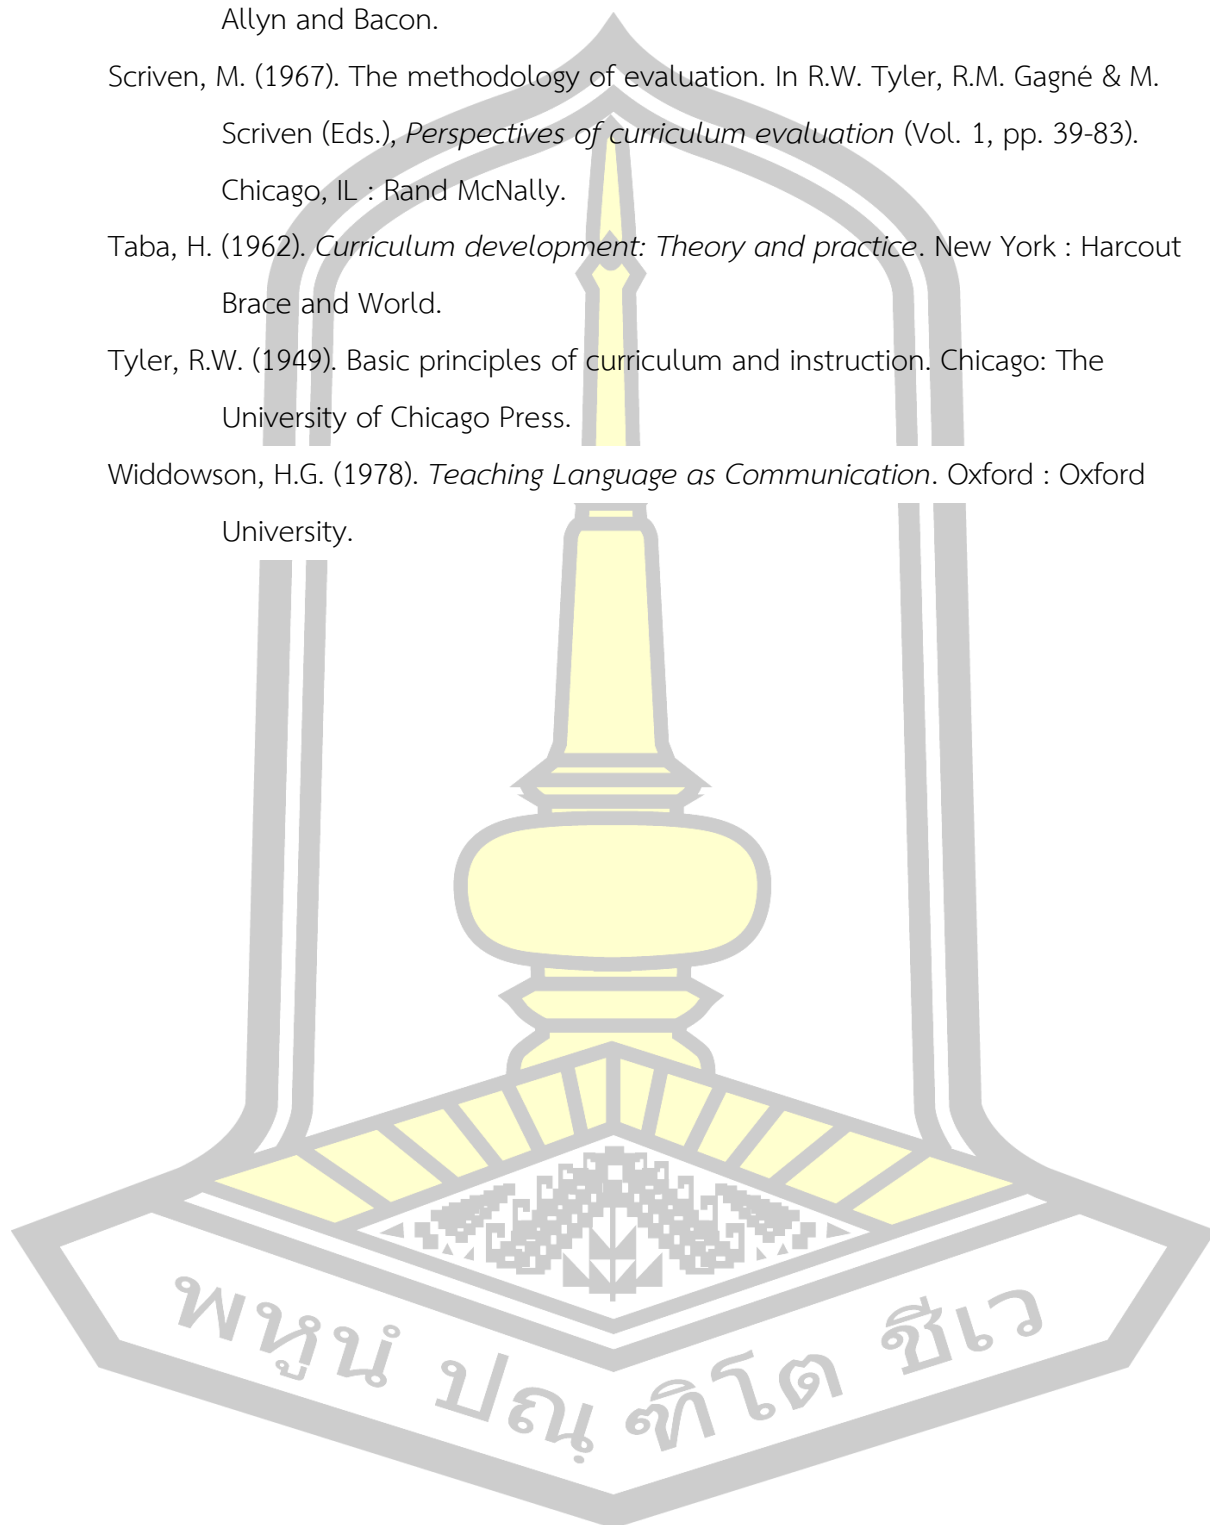 Allyn and Bacon.
Scriven, M. (1967). The methodology of evaluation. In R.W. Tyler, R.M. Gagné & M.
Scriven (Eds.), Perspectives of curriculum evaluation (Vol. 1, pp. 39-83).
Chicago, IL : Rand McNally.
Taba, H. (1962). Curriculum development: Theory and practice. New York : Harcout
Brace and World.
Tyler, R.W. (1949). Basic principles of curriculum and instruction. Chicago: The
University of Chicago Press.
Widdowson, H.G. (1978). Teaching Language as Communication. Oxford : Oxford
University.
พหูนํ ปณฺ ฑิโต ชีเว